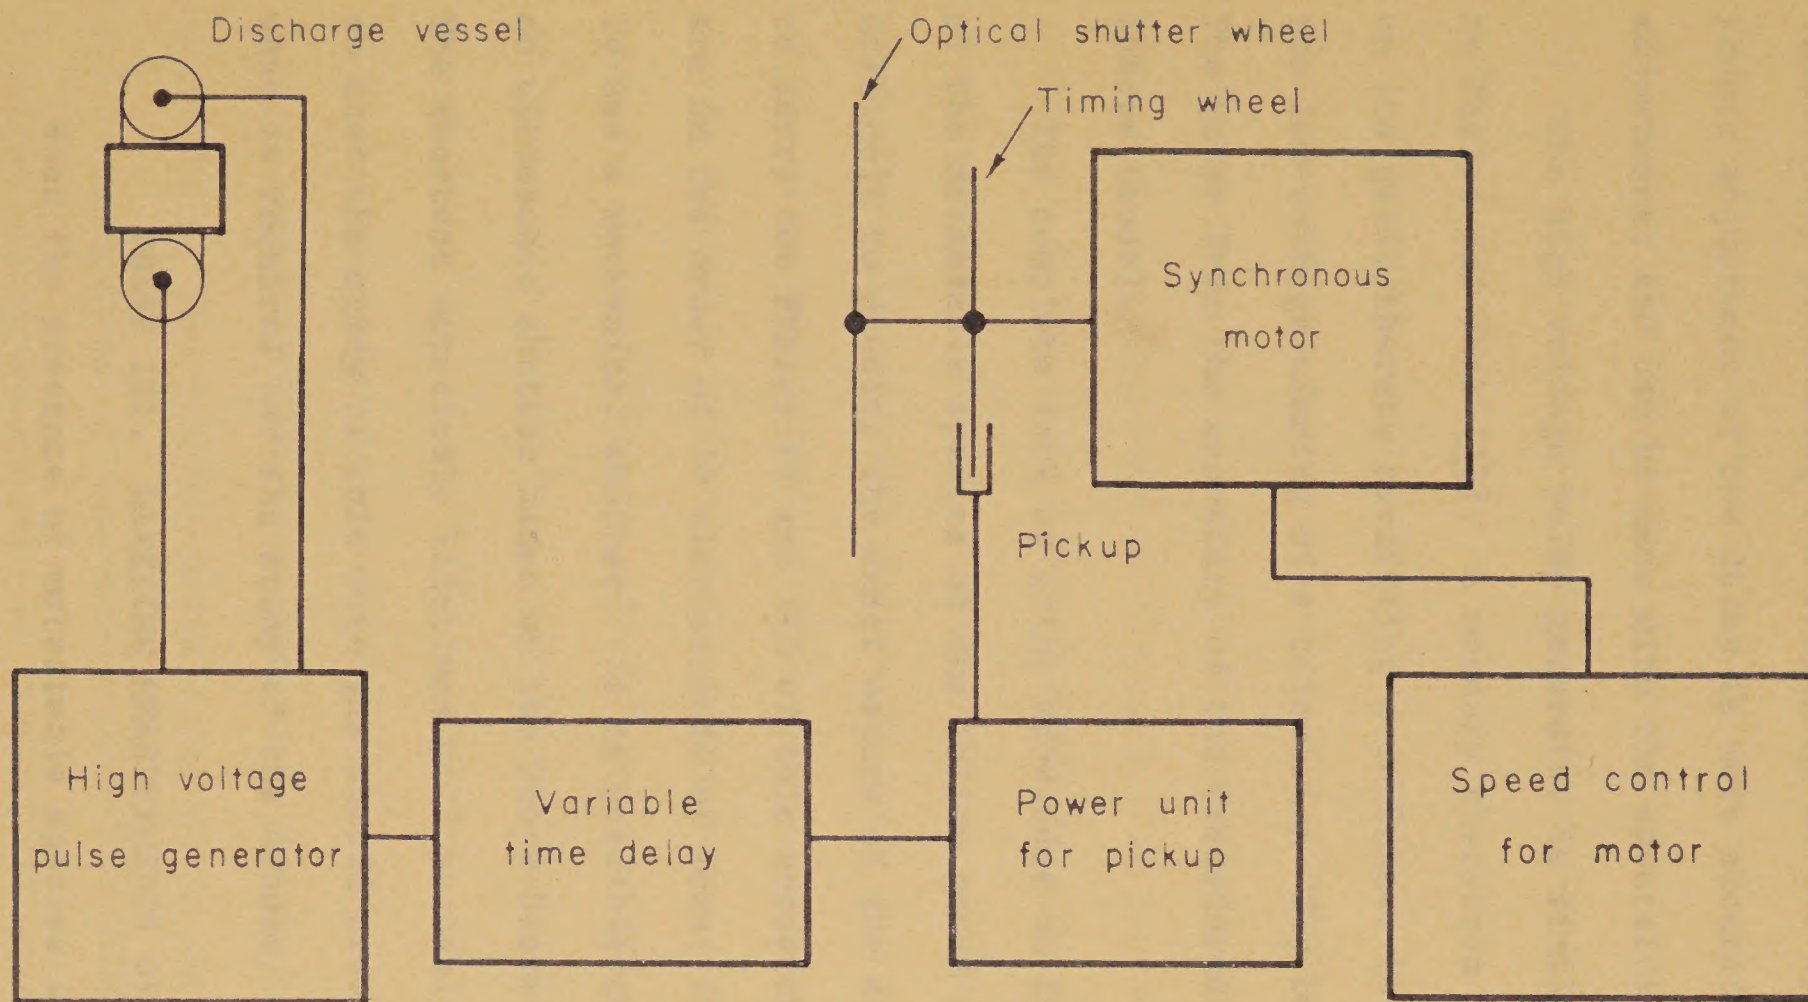 Discharge vessel
Optical shutter wheel
Timing wheel
Synchronous
motor
Pickup
High voltage
pulse generator
Variable
time delay
Power unit
for pickup
Speed control
for motor